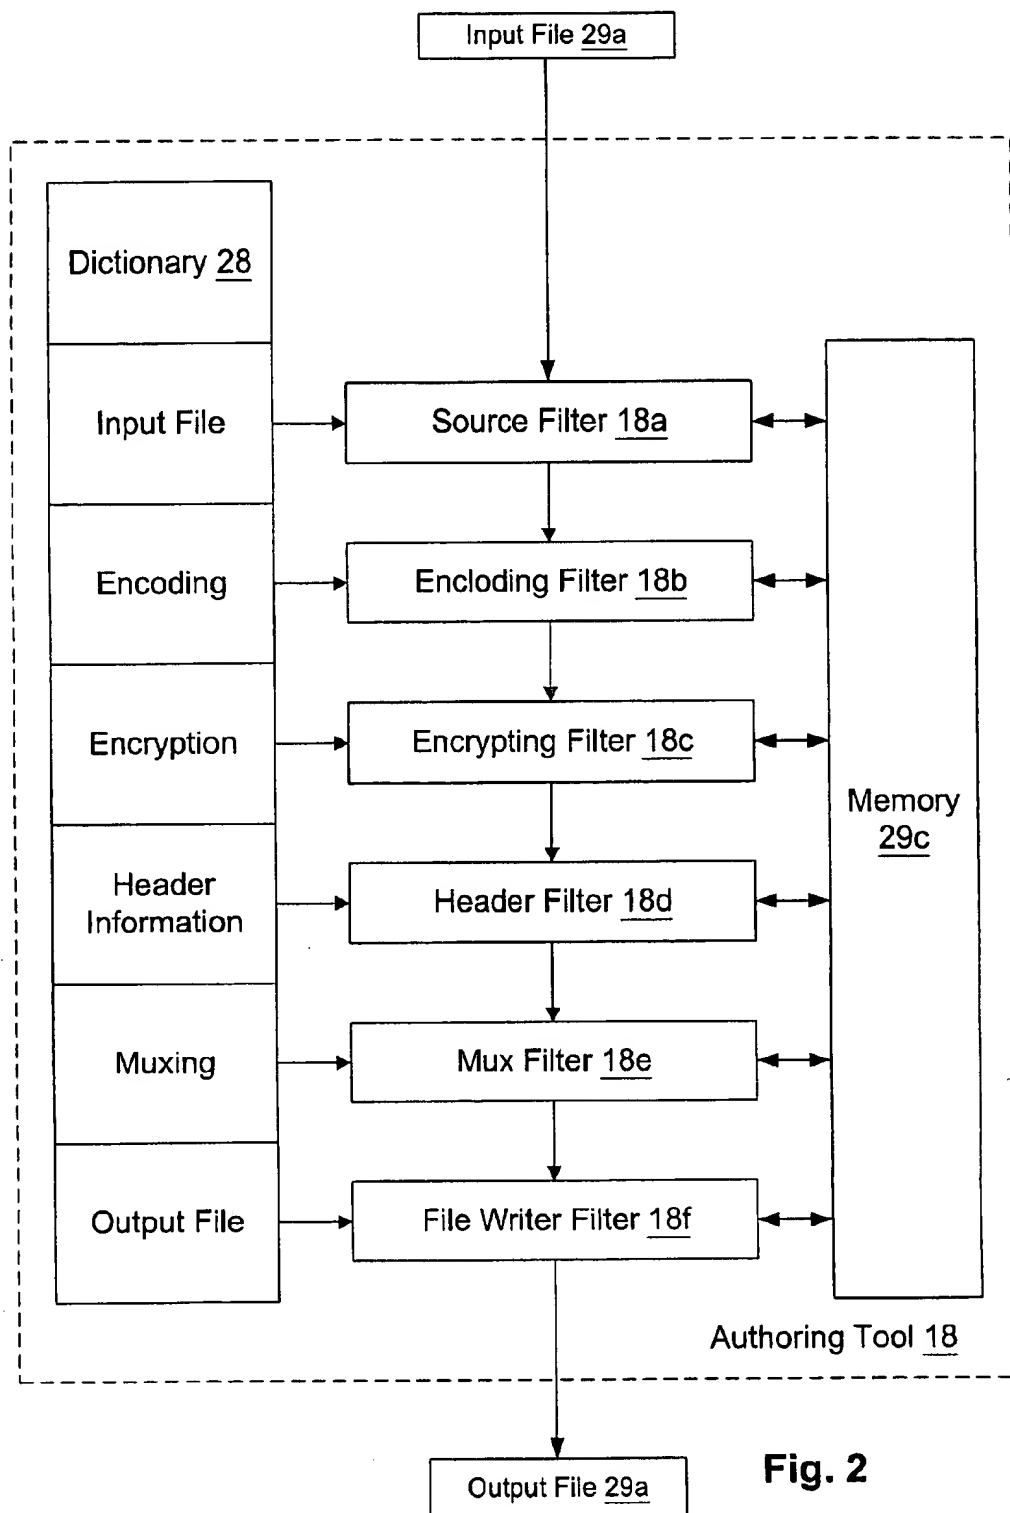 Input File 29a
Dictionary 28
Input File
Source Filter 18a
Encoding
Encloding Filter 18b
Encryption
Encrypting Filter 18c
Memory
29c
Header
Information
Header Filter 18d
Muxing
Mux Filter 18e
Output File
File Writer Filter 18f
Authoring Tool 18
Output File 29a
Fig. 2